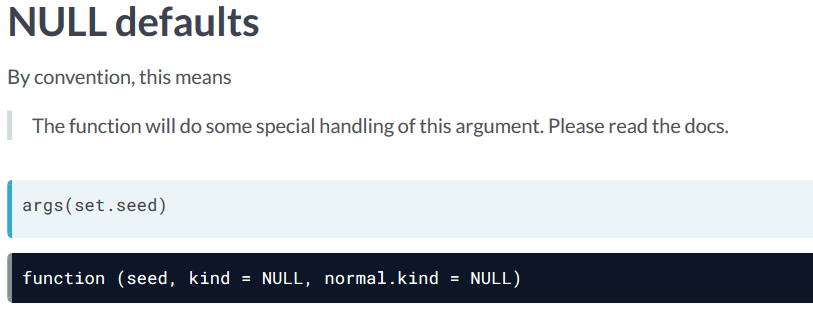 NULL defaults
By convention, this means
The function will do some special handling of this argument. Please read the docs.
args(set.seed)
function (seed, kind = NULL, normal.kind = NULL)